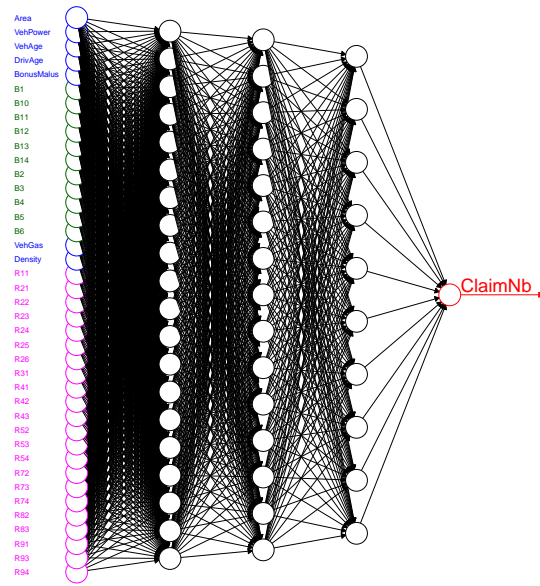 Area
VehPower
VehAge
DrivAge
BonusMalus
B1
B10
B11
B12
B13
B14
B2
B3
B4
B5
B6
VehGas
Density
R11
R21
R22
R23
R24
R25
R26
R31
R41
R42
R43
R52
R53
R54
R72
R73
R74
R82
R83
R91
R93
R94
ClaimNb